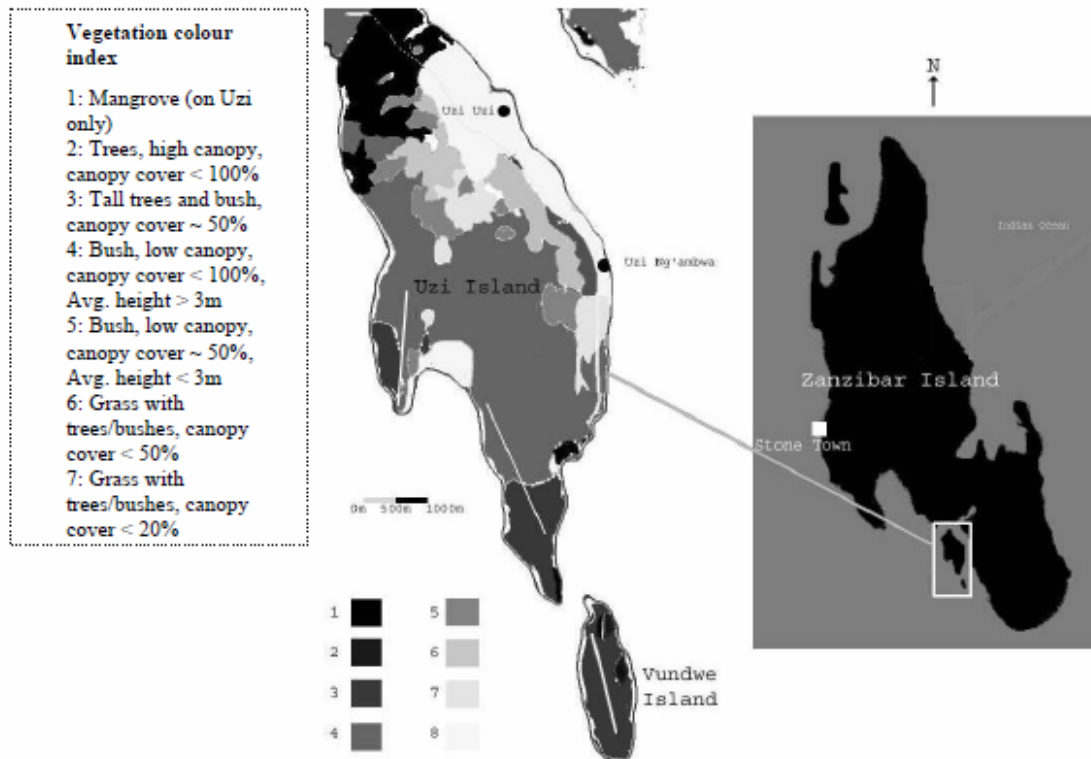 Vegetation colour
index
1: Mangrove (on Uzi
only)
2: Trees, high canopy,
canopy cover < 100%
3: Tall trees and bush,
canopy cover ~ 50%
4: Bush, low canopy,
canopy cover < 100%,
Avg. height > 3m
5: Bush, low canopy,
canopy cover ~ 50%,
Avg. height < 3m
6: Grass with
trees/bushes, canopy
cover < 50%
7: Grass with
trees/bushes, canopy
cover < 20%
Uzi Uzi
Uzi Ng'ambwa
Uzi Island
0m 500m 1000m
1 5
2 6
3 7
4 8
Vundwe
Island
N
Indian Ocean
Zanzibar Island
Stone Town